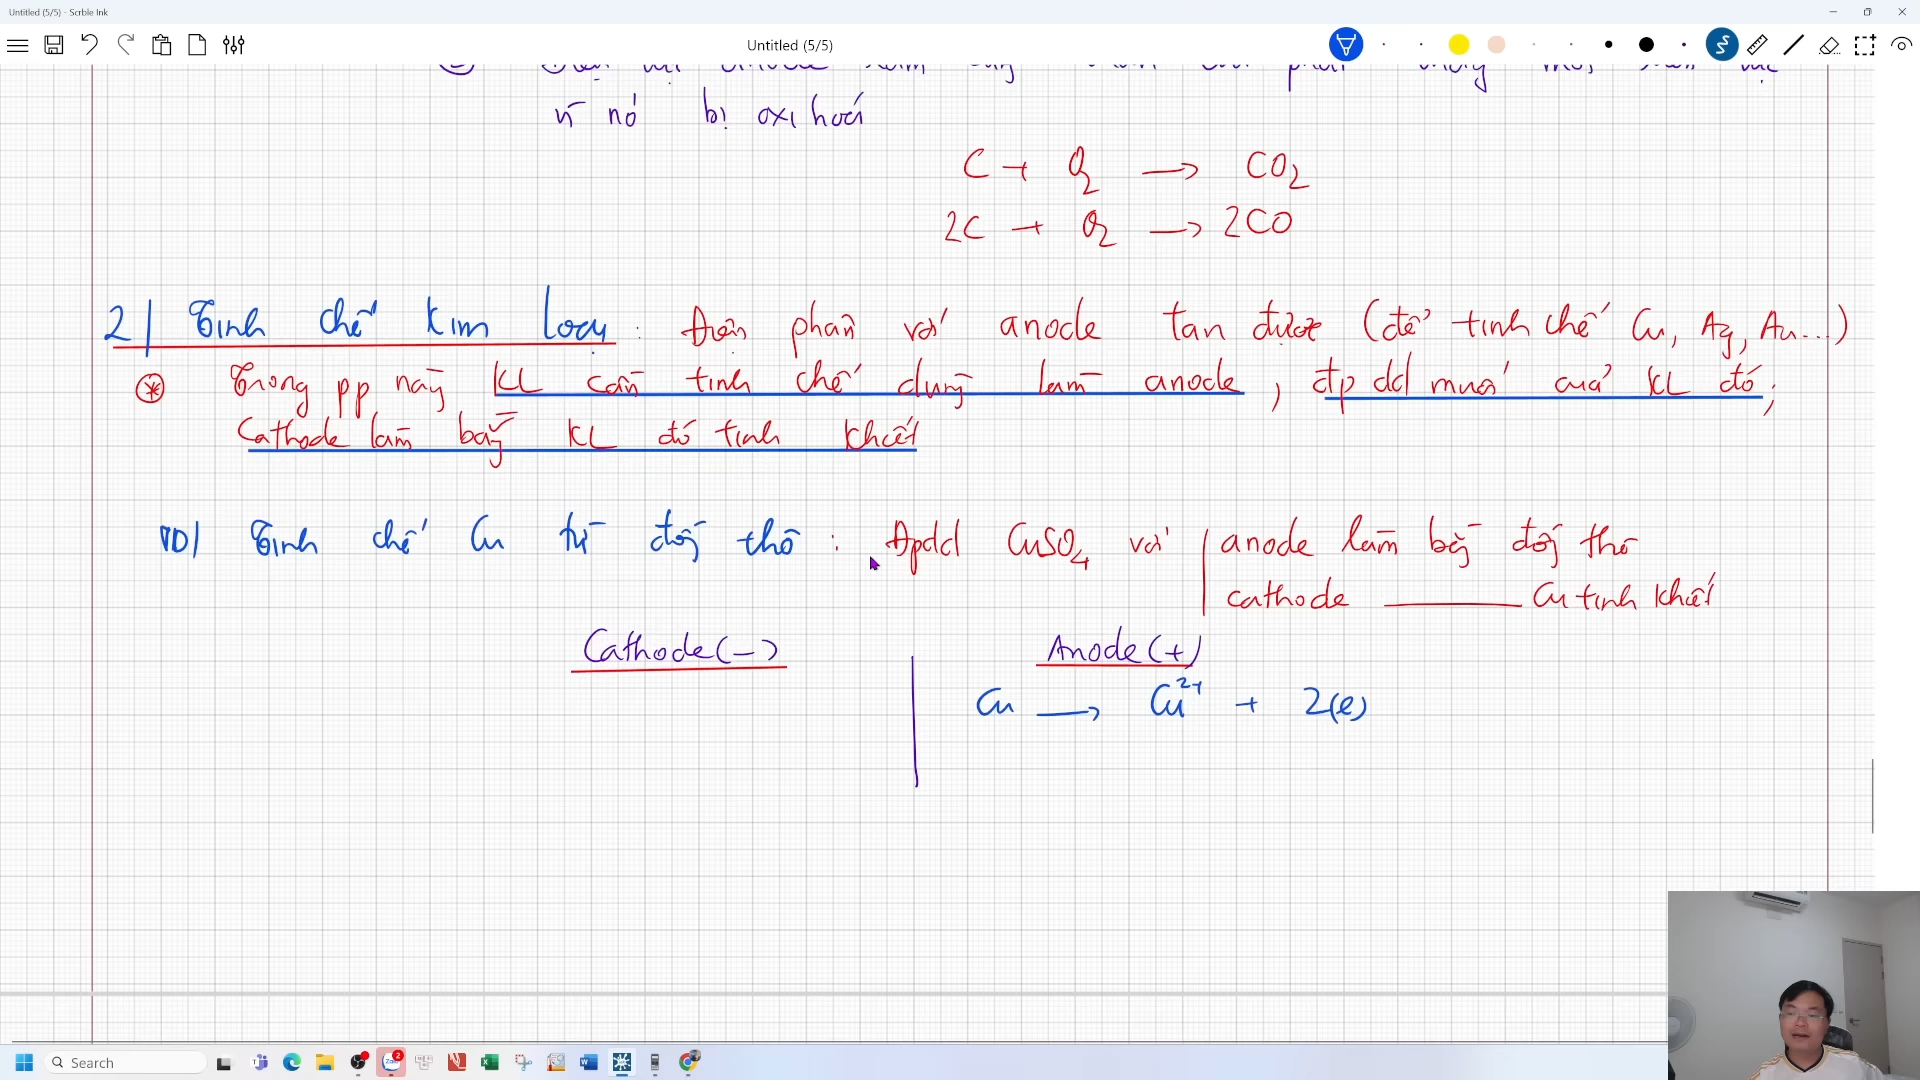 Untitled (5/5) - Scrble Ink
Untitled (5/5)
vì nó bị oxi hoá
C + O2 → CO2
2C + O2 → 2CO
2/ Tinh chế kim loại : Điện phân với anode tan được (để tinh chế Cu, Ag, Au...)
* Trong pp này KL cần tinh chế dùng làm anode, đp dd muối của KL đó;
Cathode làm bằng KL đó tinh khiết
VD/ Tinh chế Cu từ đồng thô : Đpdd CuSO4 với | anode làm bằng đồng thô
cathode ——— Cu tinh khiết
Cathode (-) Anode (+)
Cu → Cu2+ + 2(e)
Search